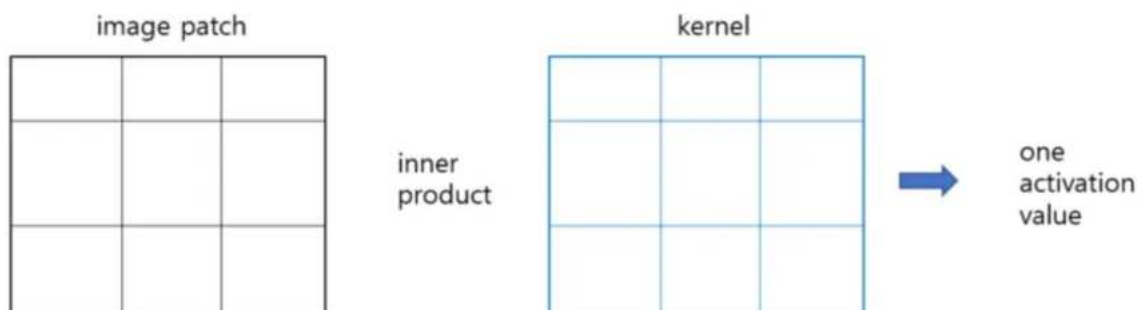 image patch
kernel
inner
product
one
activation
value